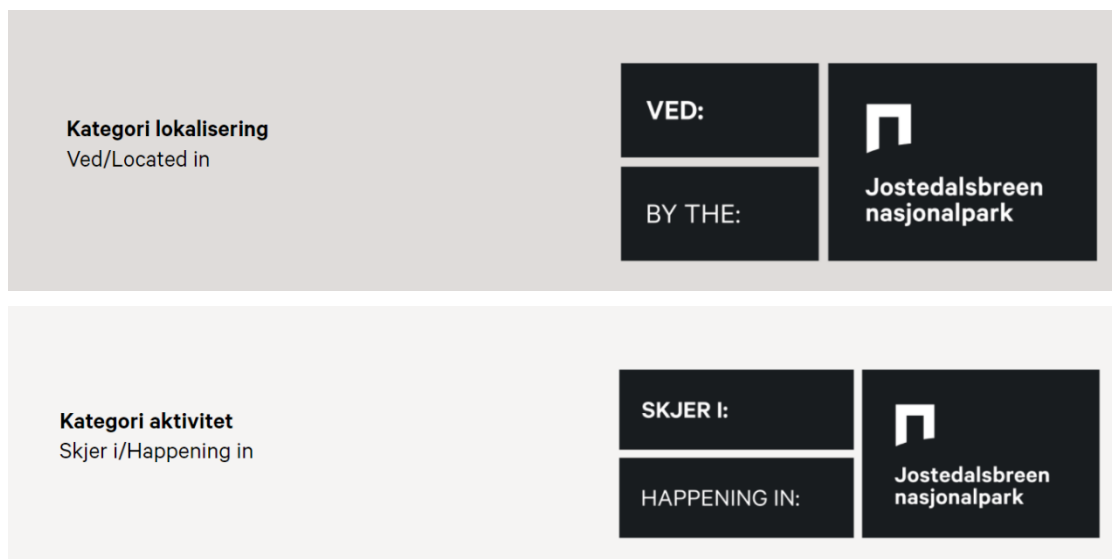 Kategori lokalisering
Ved/Located in
VED:
BY THE:
Jostedalsbreen
nasjonalpark
Kategori aktivitet
Skjer i/Happening in
SKJER I:
HAPPENING IN:
Jostedalsbreen
nasjonalpark